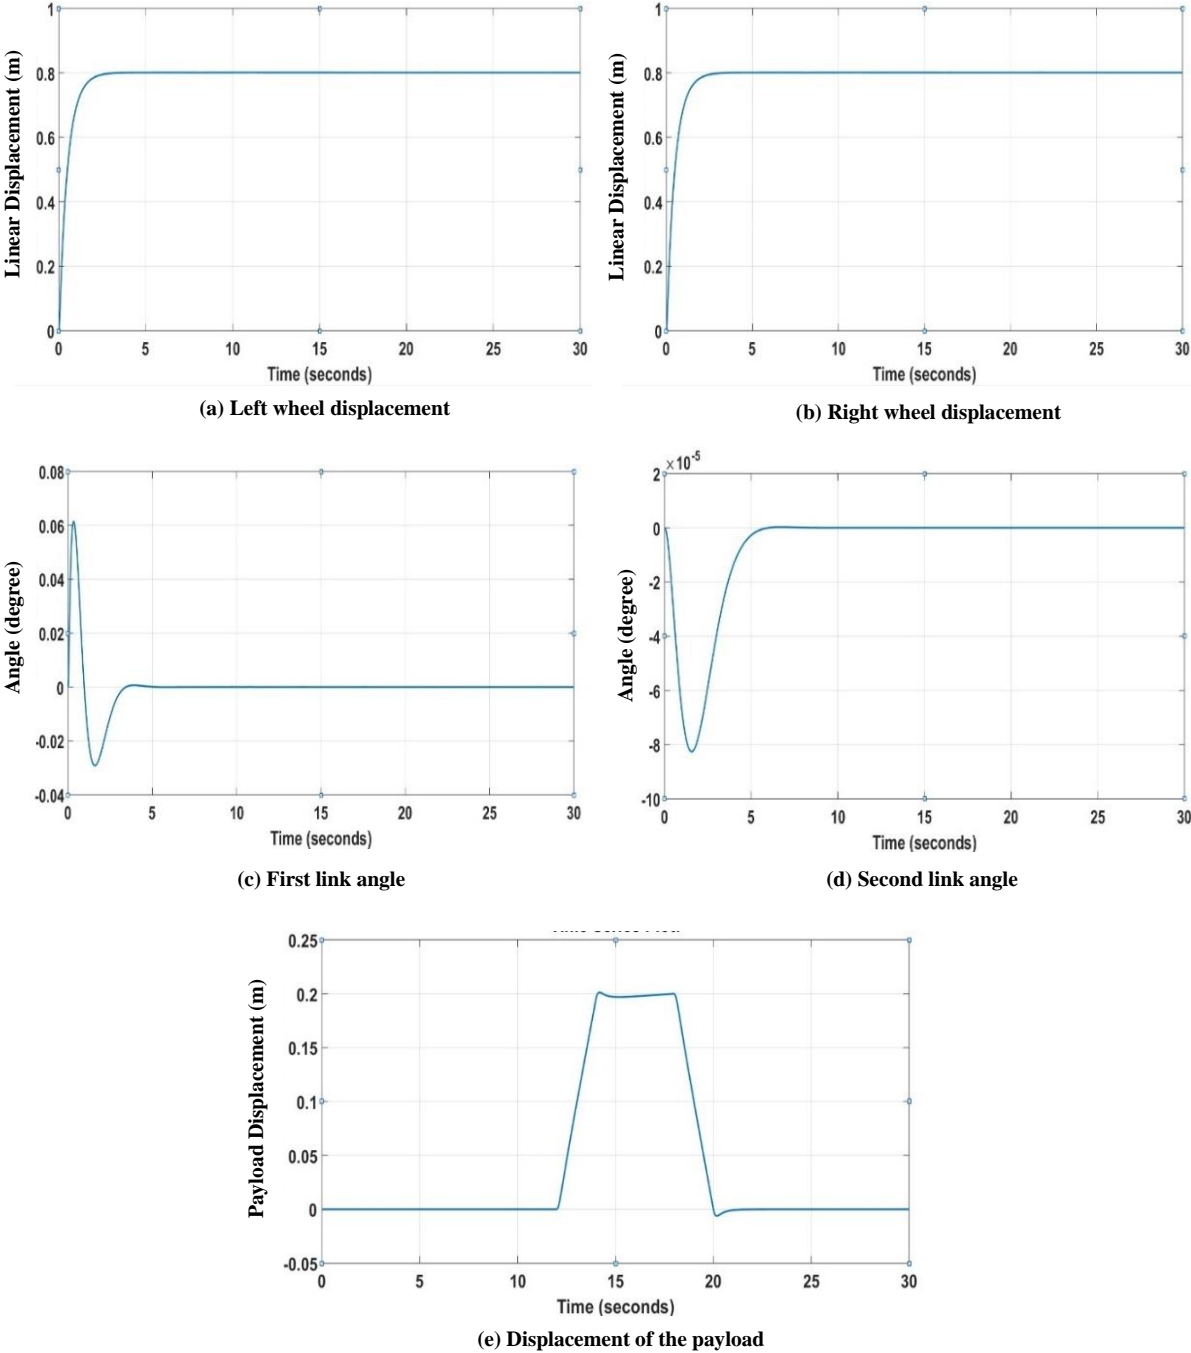 1
0.8
0.6
0.4
0.2
0
0 5 10 15 20 25 30
Linear Displacement (m)
Time (seconds)
(a) Left wheel displacement
1
0.8
0.6
0.4
0.2
0
0 5 10 15 20 25 30
Linear Displacement (m)
Time (seconds)
(b) Right wheel displacement
0.08
0.06
0.04
0.02
0
-0.02
-0.04
0 5 10 15 20 25 30
Angle (degree)
Time (seconds)
(c) First link angle
×10⁻⁵
2
0
-2
-4
-6
-8
-10
0 5 10 15 20 25 30
Angle (degree)
Time (seconds)
(d) Second link angle
0.25
0.2
0.15
0.1
0.05
0
-0.05
0 5 10 15 20 25 30
Payload Displacement (m)
Time (seconds)
(e) Displacement of the payload